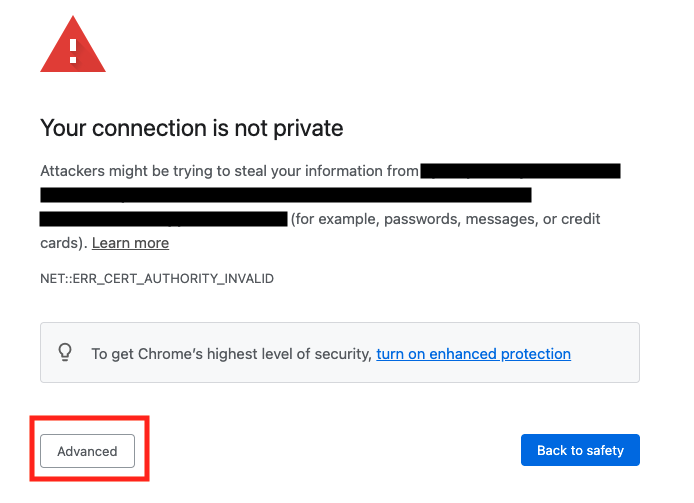 Your connection is not private
Attackers might be trying to steal your information from
(for example, passwords, messages, or credit
cards). Learn more
NET::ERR_CERT_AUTHORITY_INVALID
To get Chrome's highest level of security, turn on enhanced protection
Advanced
Back to safety